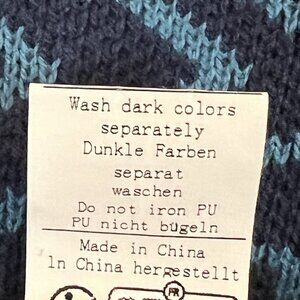 Wash dark colors
separately
Dunkle Farben
separat
waschen
Do not iron PU
PU nicht bügeln
Made in China
In China hergestellt
FR